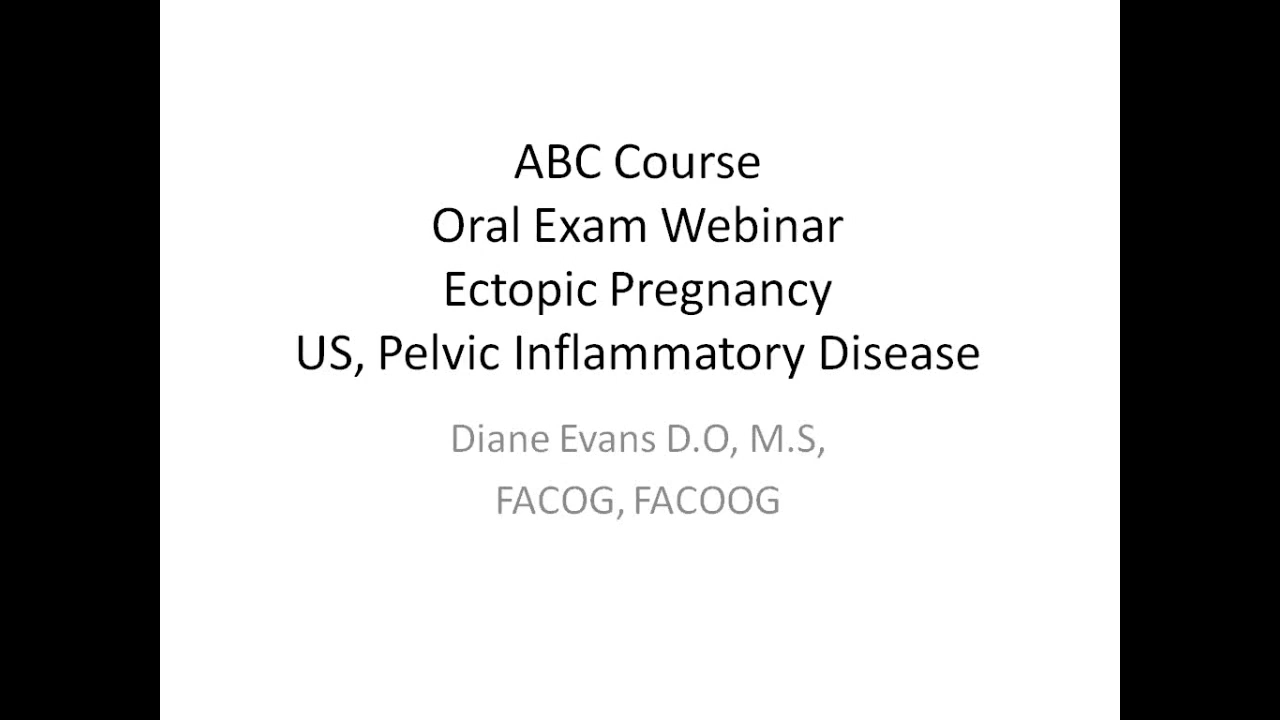 ABC Course
Oral Exam Webinar
Ectopic Pregnancy
US, Pelvic Inflammatory Disease
Diane Evans D.O, M.S,
FACOG, FACOOG